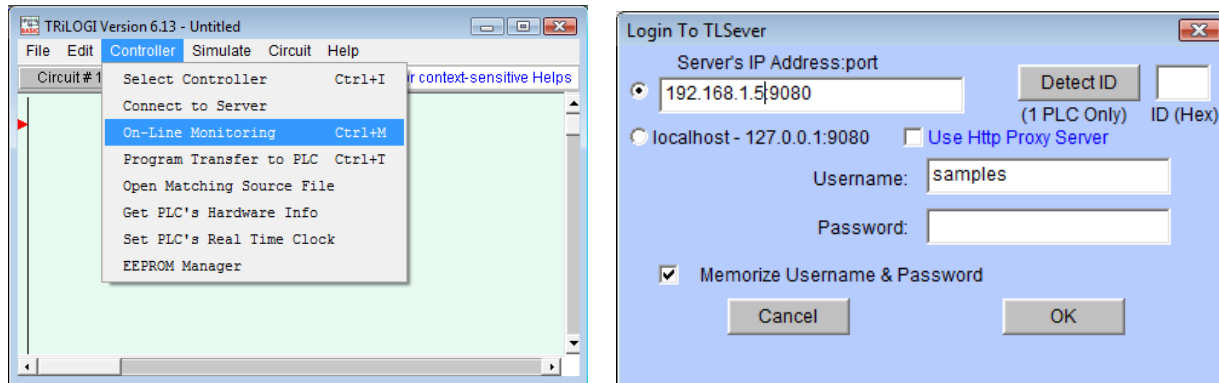 TRiLOGI Version 6.13 - Untitled
File Edit Controller Simulate Circuit Help
Circuit # 1
r context-sensitive Helps
Select Controller Ctrl+I
Connect to Server
On-Line Monitoring Ctrl+M
Program Transfer to PLC Ctrl+T
Open Matching Source File
Get PLC's Hardware Info
Set PLC's Real Time Clock
EEPROM Manager
Login To TLSever
Server's IP Address:port
192.168.1.5:9080
Detect ID
(1 PLC Only) ID (Hex)
localhost - 127.0.0.1:9080 Use Http Proxy Server
Username: samples
Password:
Memorize Username & Password
Cancel OK